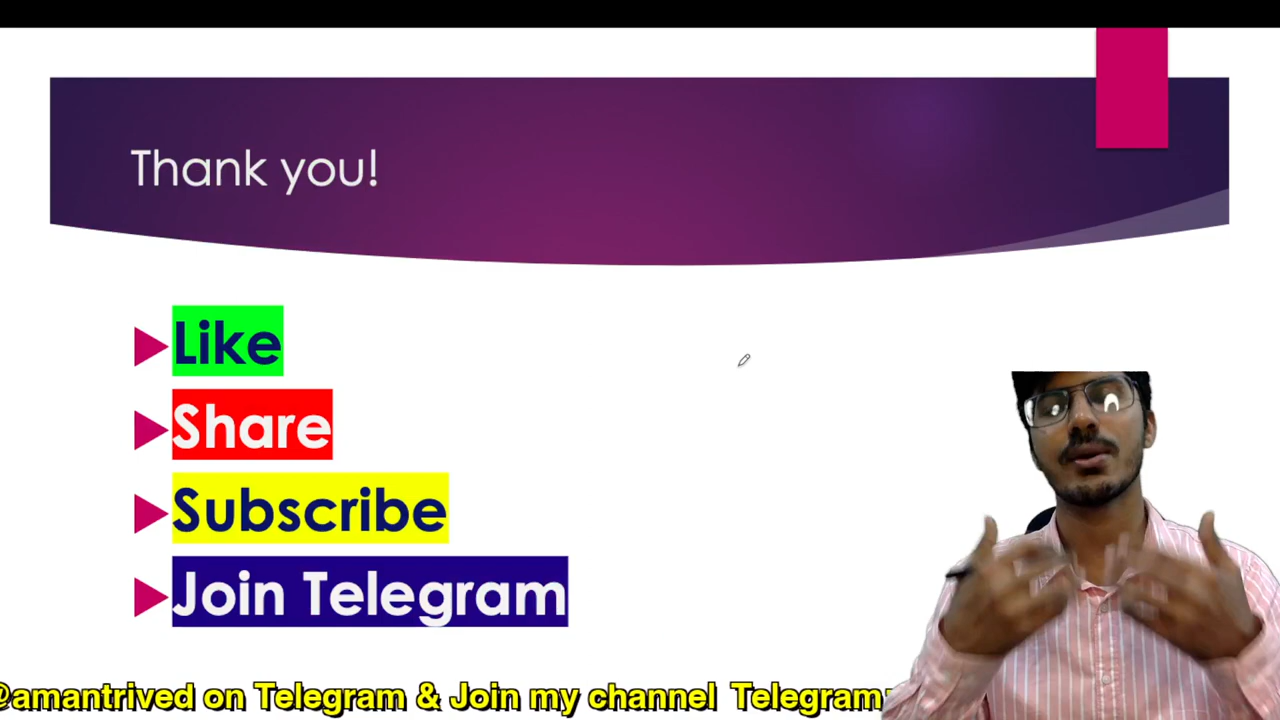 Thank you!
Like
Share
Subscribe
Join Telegram
@amantrived on Telegram & Join my channel Telegram: